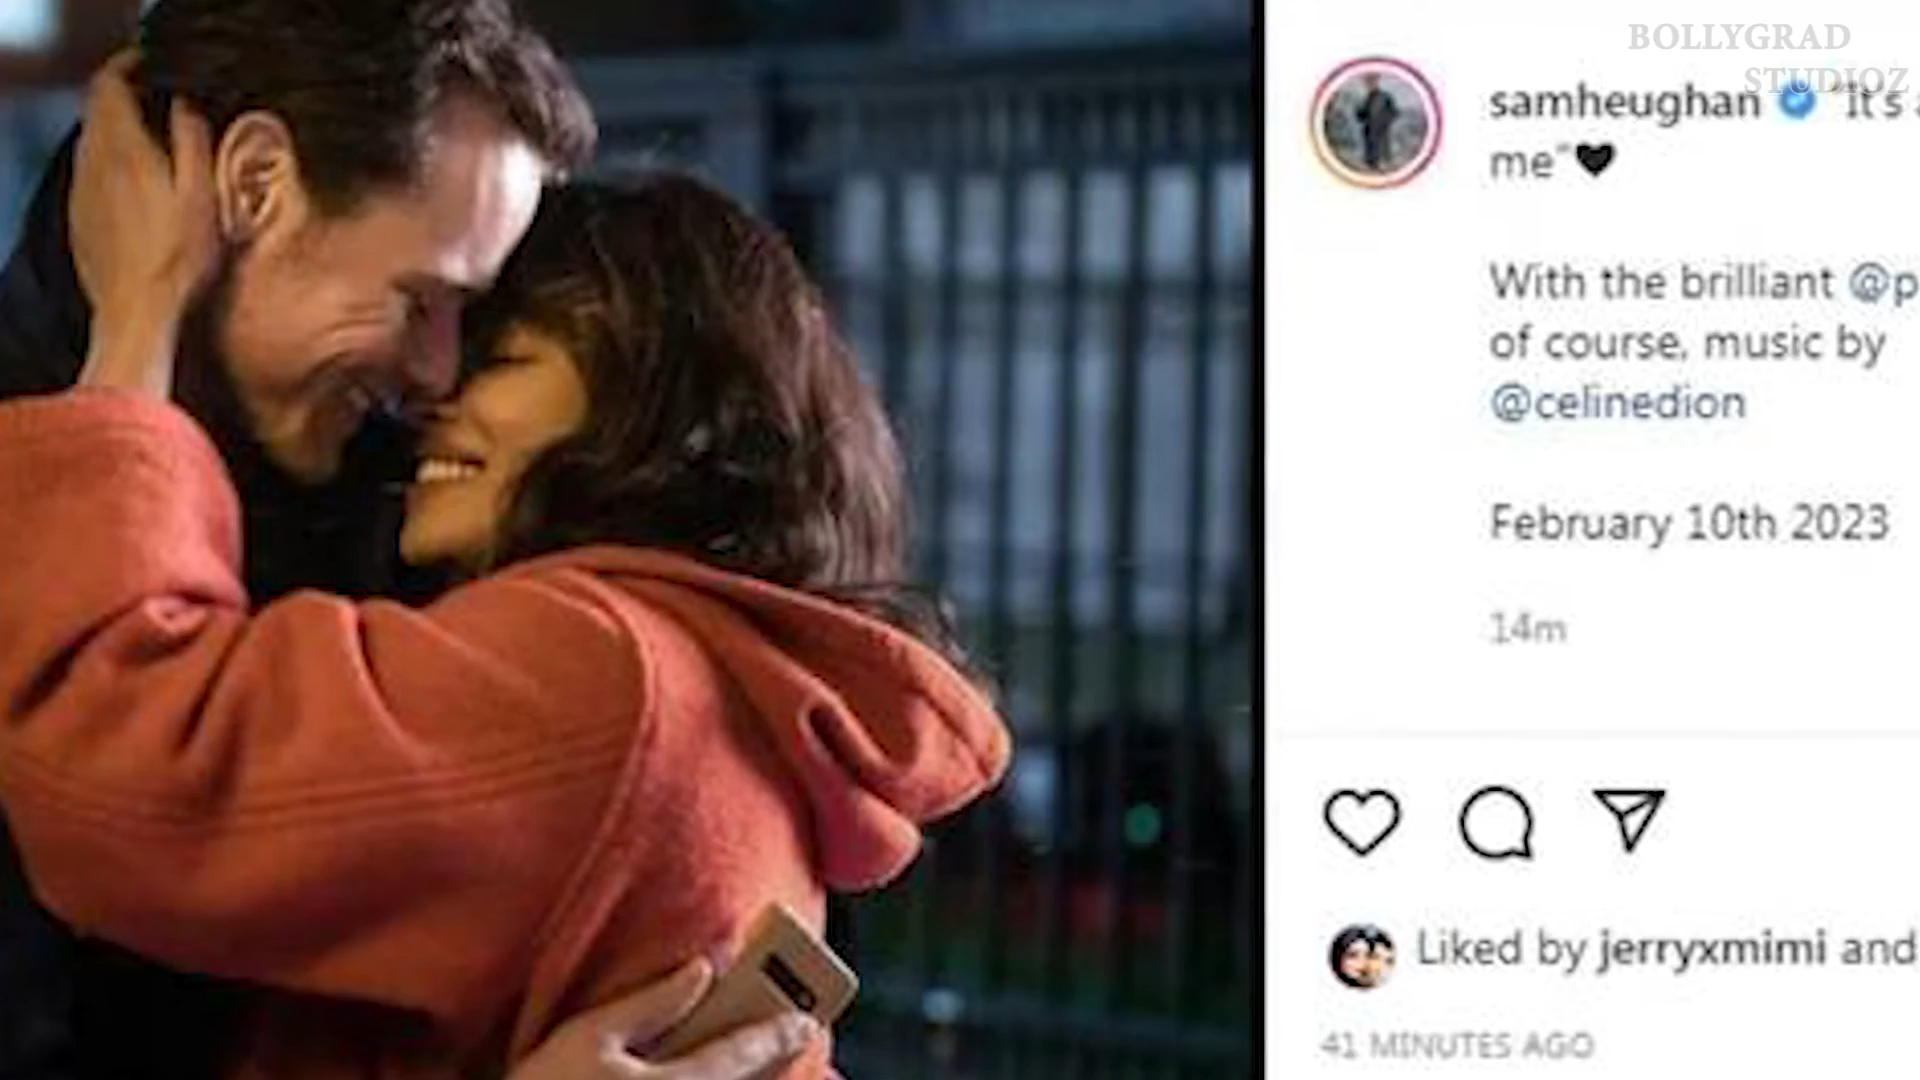 BOLLYGRAD
STUDIOZ
samheughan "It's
me"🖤
With the brilliant @p
of course, music by
@celinedion
February 10th 2023
14m
Liked by jerryxmimi and
41 MINUTES AGO